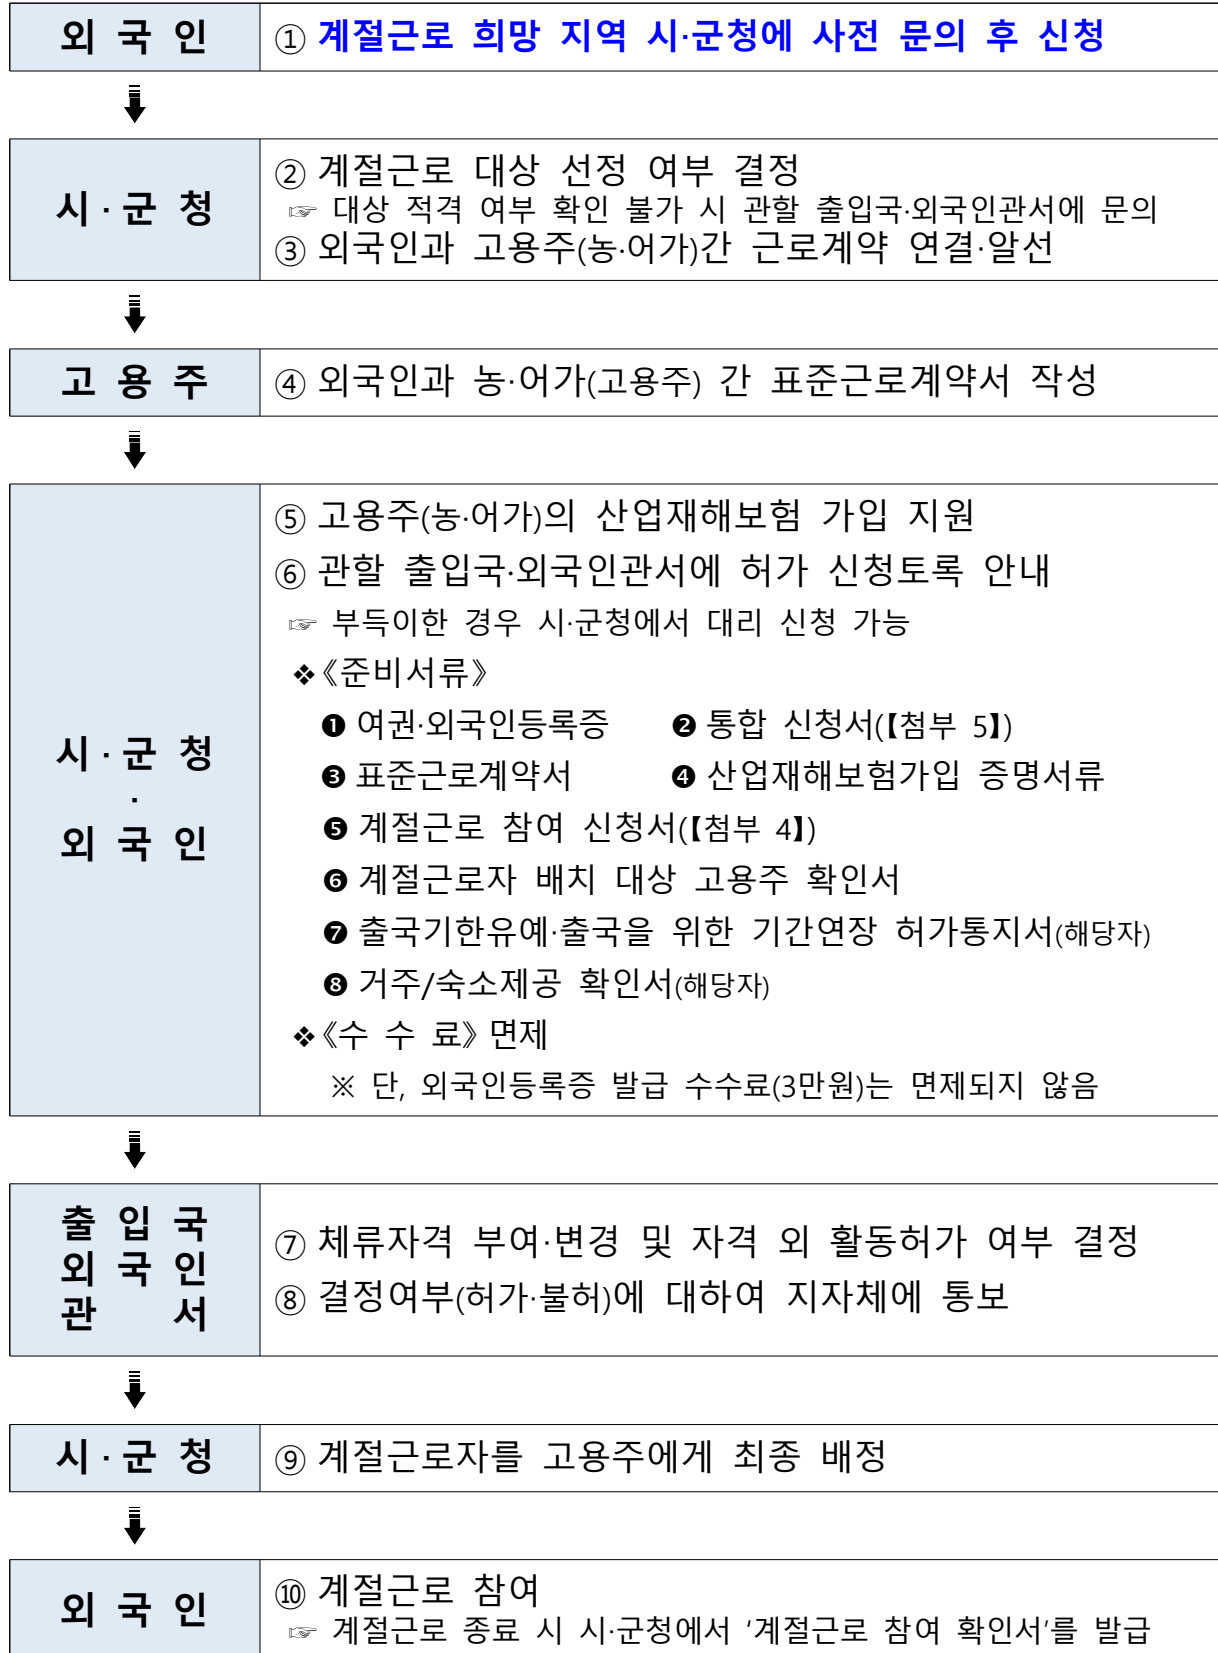 외 국 인
① 계절근로 희망 지역 시·군청에 사전 문의 후 신청
시·군 청
② 계절근로 대상 선정 여부 결정
☞ 대상 적격 여부 확인 불가 시 관할 출입국·외국인관서에 문의
③ 외국인과 고용주(농·어가)간 근로계약 연결·알선
고 용 주
④ 외국인과 농·어가(고용주) 간 표준근로계약서 작성
시·군 청
·
외 국 인
⑤ 고용주(농·어가)의 산업재해보험 가입 지원
⑥ 관할 출입국·외국인관서에 허가 신청토록 안내
☞ 부득이한 경우 시·군청에서 대리 신청 가능
❖《준비서류》
❶ 여권·외국인등록증 ❷ 통합 신청서(【첨부 5】)
❸ 표준근로계약서 ❹ 산업재해보험가입 증명서류
❺ 계절근로 참여 신청서(【첨부 4】)
❻ 계절근로자 배치 대상 고용주 확인서
❼ 출국기한유예·출국을 위한 기간연장 허가통지서(해당자)
❽ 거주/숙소제공 확인서(해당자)
❖《수 수 료》면제
※ 단, 외국인등록증 발급 수수료(3만원)는 면제되지 않음
출 입 국
외 국 인
관 서
⑦ 체류자격 부여·변경 및 자격 외 활동허가 여부 결정
⑧ 결정여부(허가·불허)에 대하여 지자체에 통보
시·군 청
⑨ 계절근로자를 고용주에게 최종 배정
외 국 인
⑩ 계절근로 참여
☞ 계절근로 종료 시 시·군청에서 '계절근로 참여 확인서'를 발급